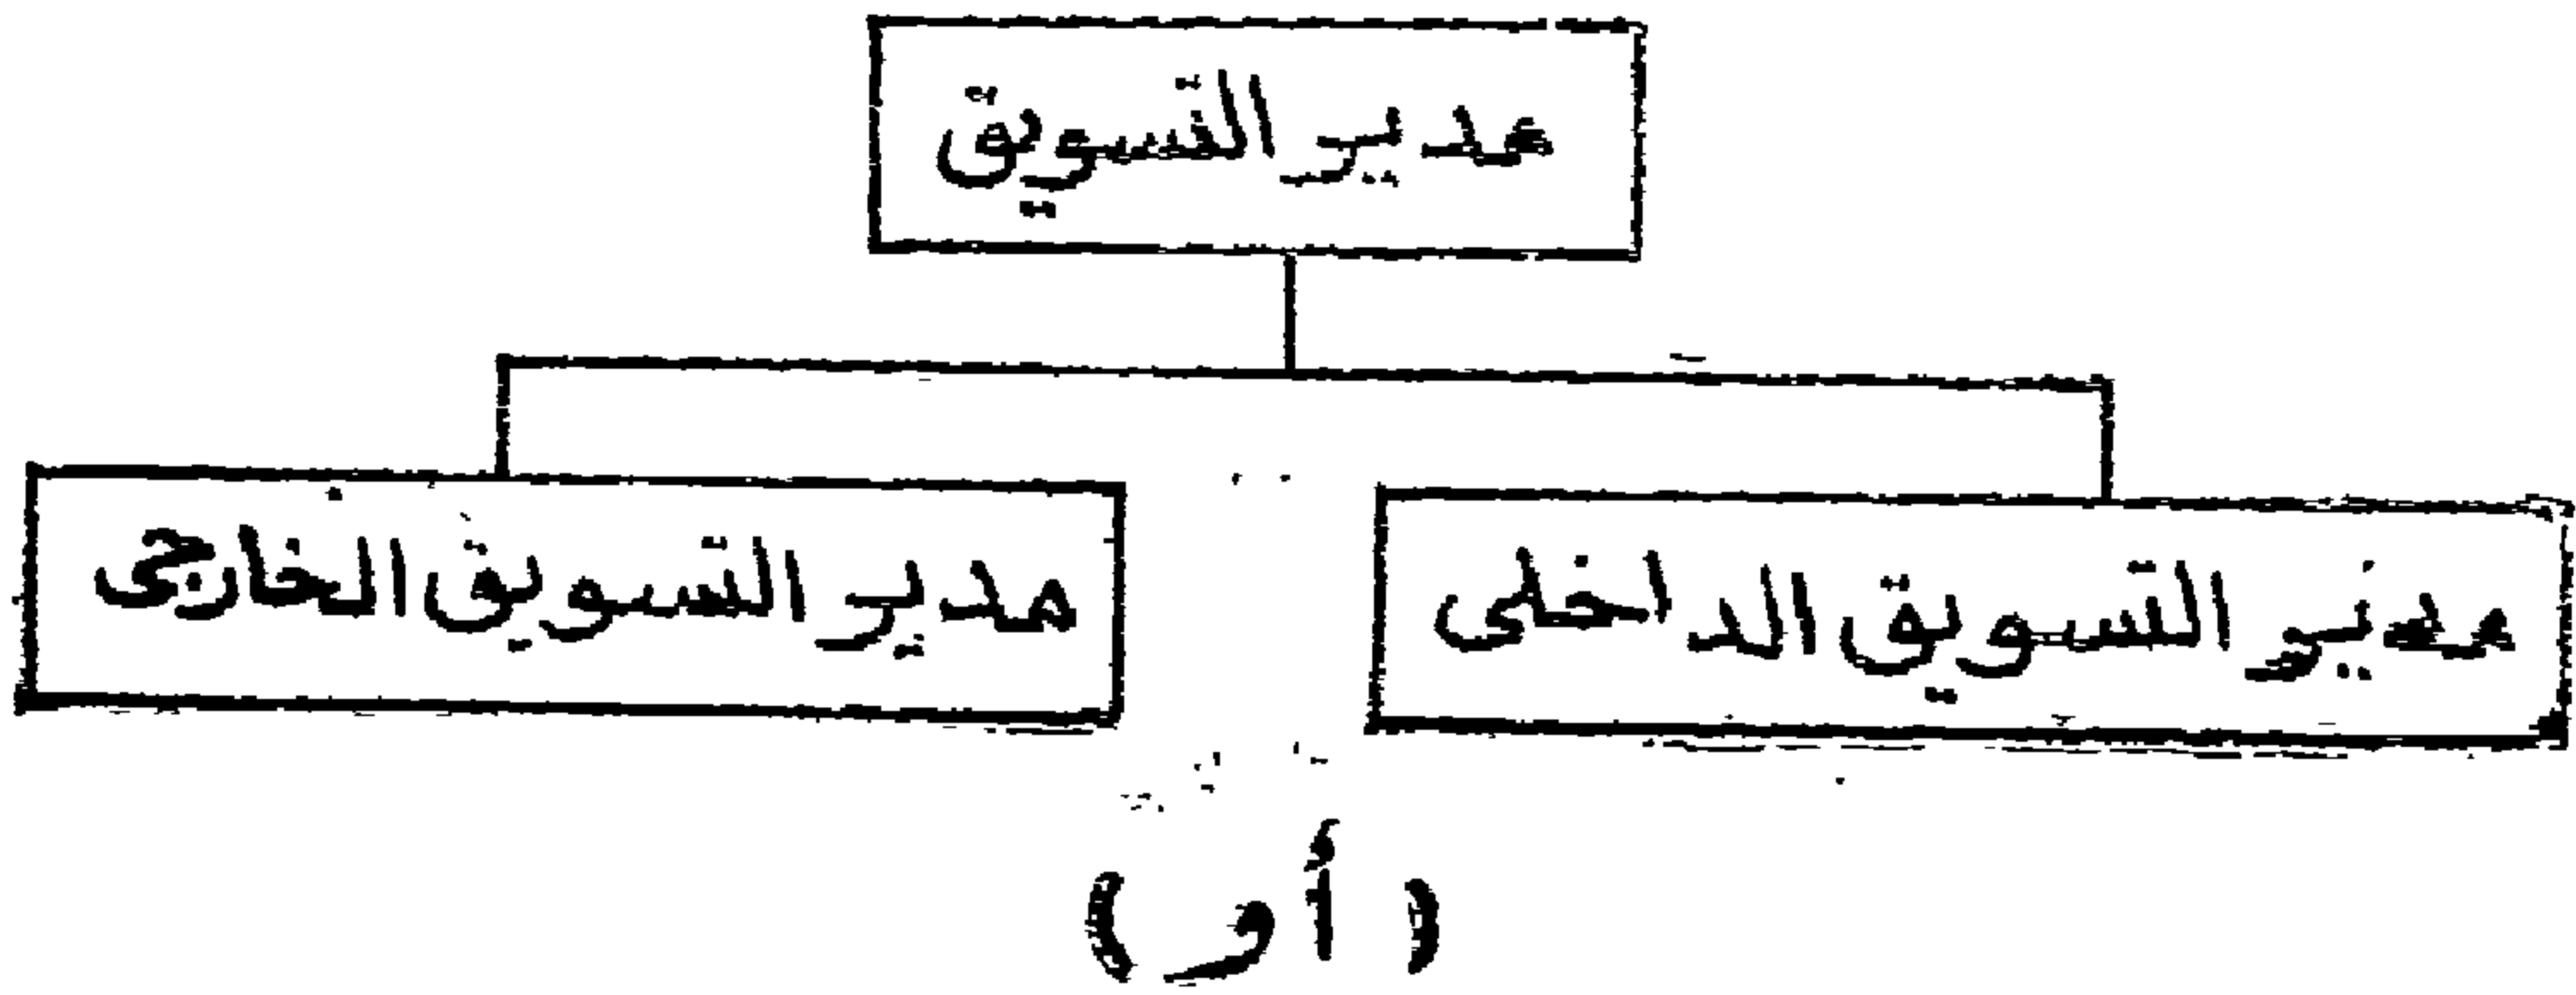 مدير التسويق
مدير التسويق الداخلى
مدير التسويق الخارجى
( أو )